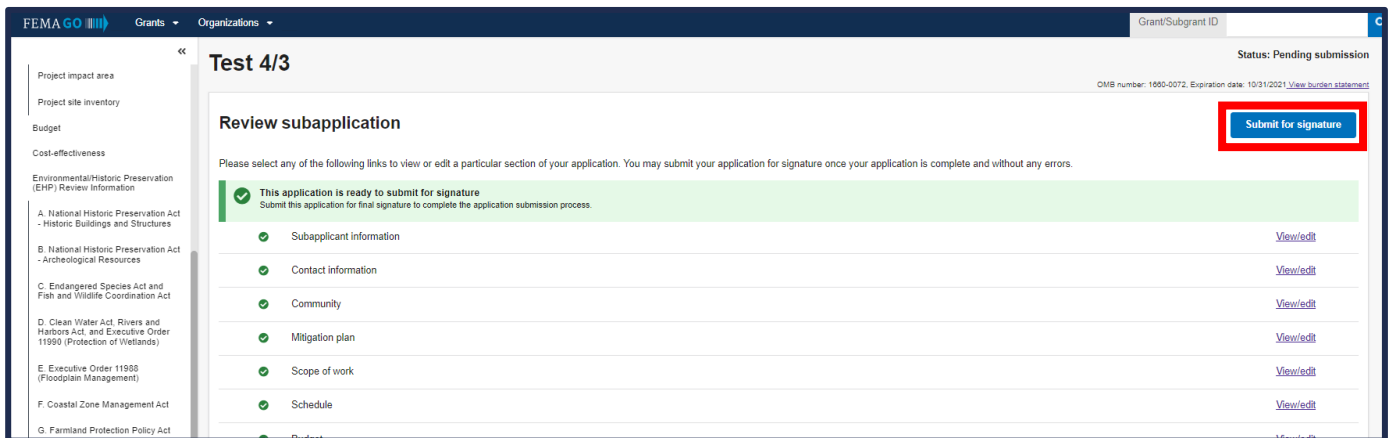 FEMA GO Grants Organizations Grant/Subgrant ID
«
Project impact area
Project site inventory
Budget
Cost-effectiveness
Environmental/Historic Preservation
(EHP) Review Information
A. National Historic Preservation Act
- Historic Buildings and Structures
B. National Historic Preservation Act
- Archeological Resources
C. Endangered Species Act and
Fish and Wildlife Coordination Act
D. Clean Water Act, Rivers and
Harbors Act, and Executive Order
11990 (Protection of Wetlands)
E. Executive Order 11988
(Floodplain Management)
F. Coastal Zone Management Act
G. Farmland Protection Policy Act
Test 4/3
Status: Pending submission
OMB number: 1660-0072, Expiration date: 10/31/2021 View burden statement
Review subapplication
Submit for signature
Please select any of the following links to view or edit a particular section of your application. You may submit your application for signature once your application is complete and without any errors.
This application is ready to submit for signature
Submit this application for final signature to complete the application submission process.
Subapplicant information View/edit
Contact information View/edit
Community View/edit
Mitigation plan View/edit
Scope of work View/edit
Schedule View/edit
Budget View/edit